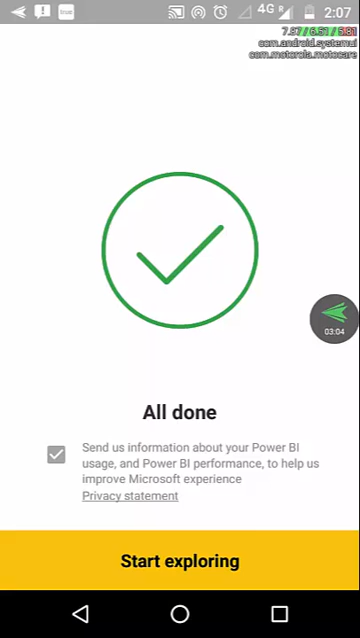 4G R 2:07
7.97 / 6.51 / 5.81
com.android.systemui
com.motorola.motocare
03:04
All done
Send us information about your Power BI
usage, and Power BI performance, to help us
improve Microsoft experience
Privacy statement
Start exploring